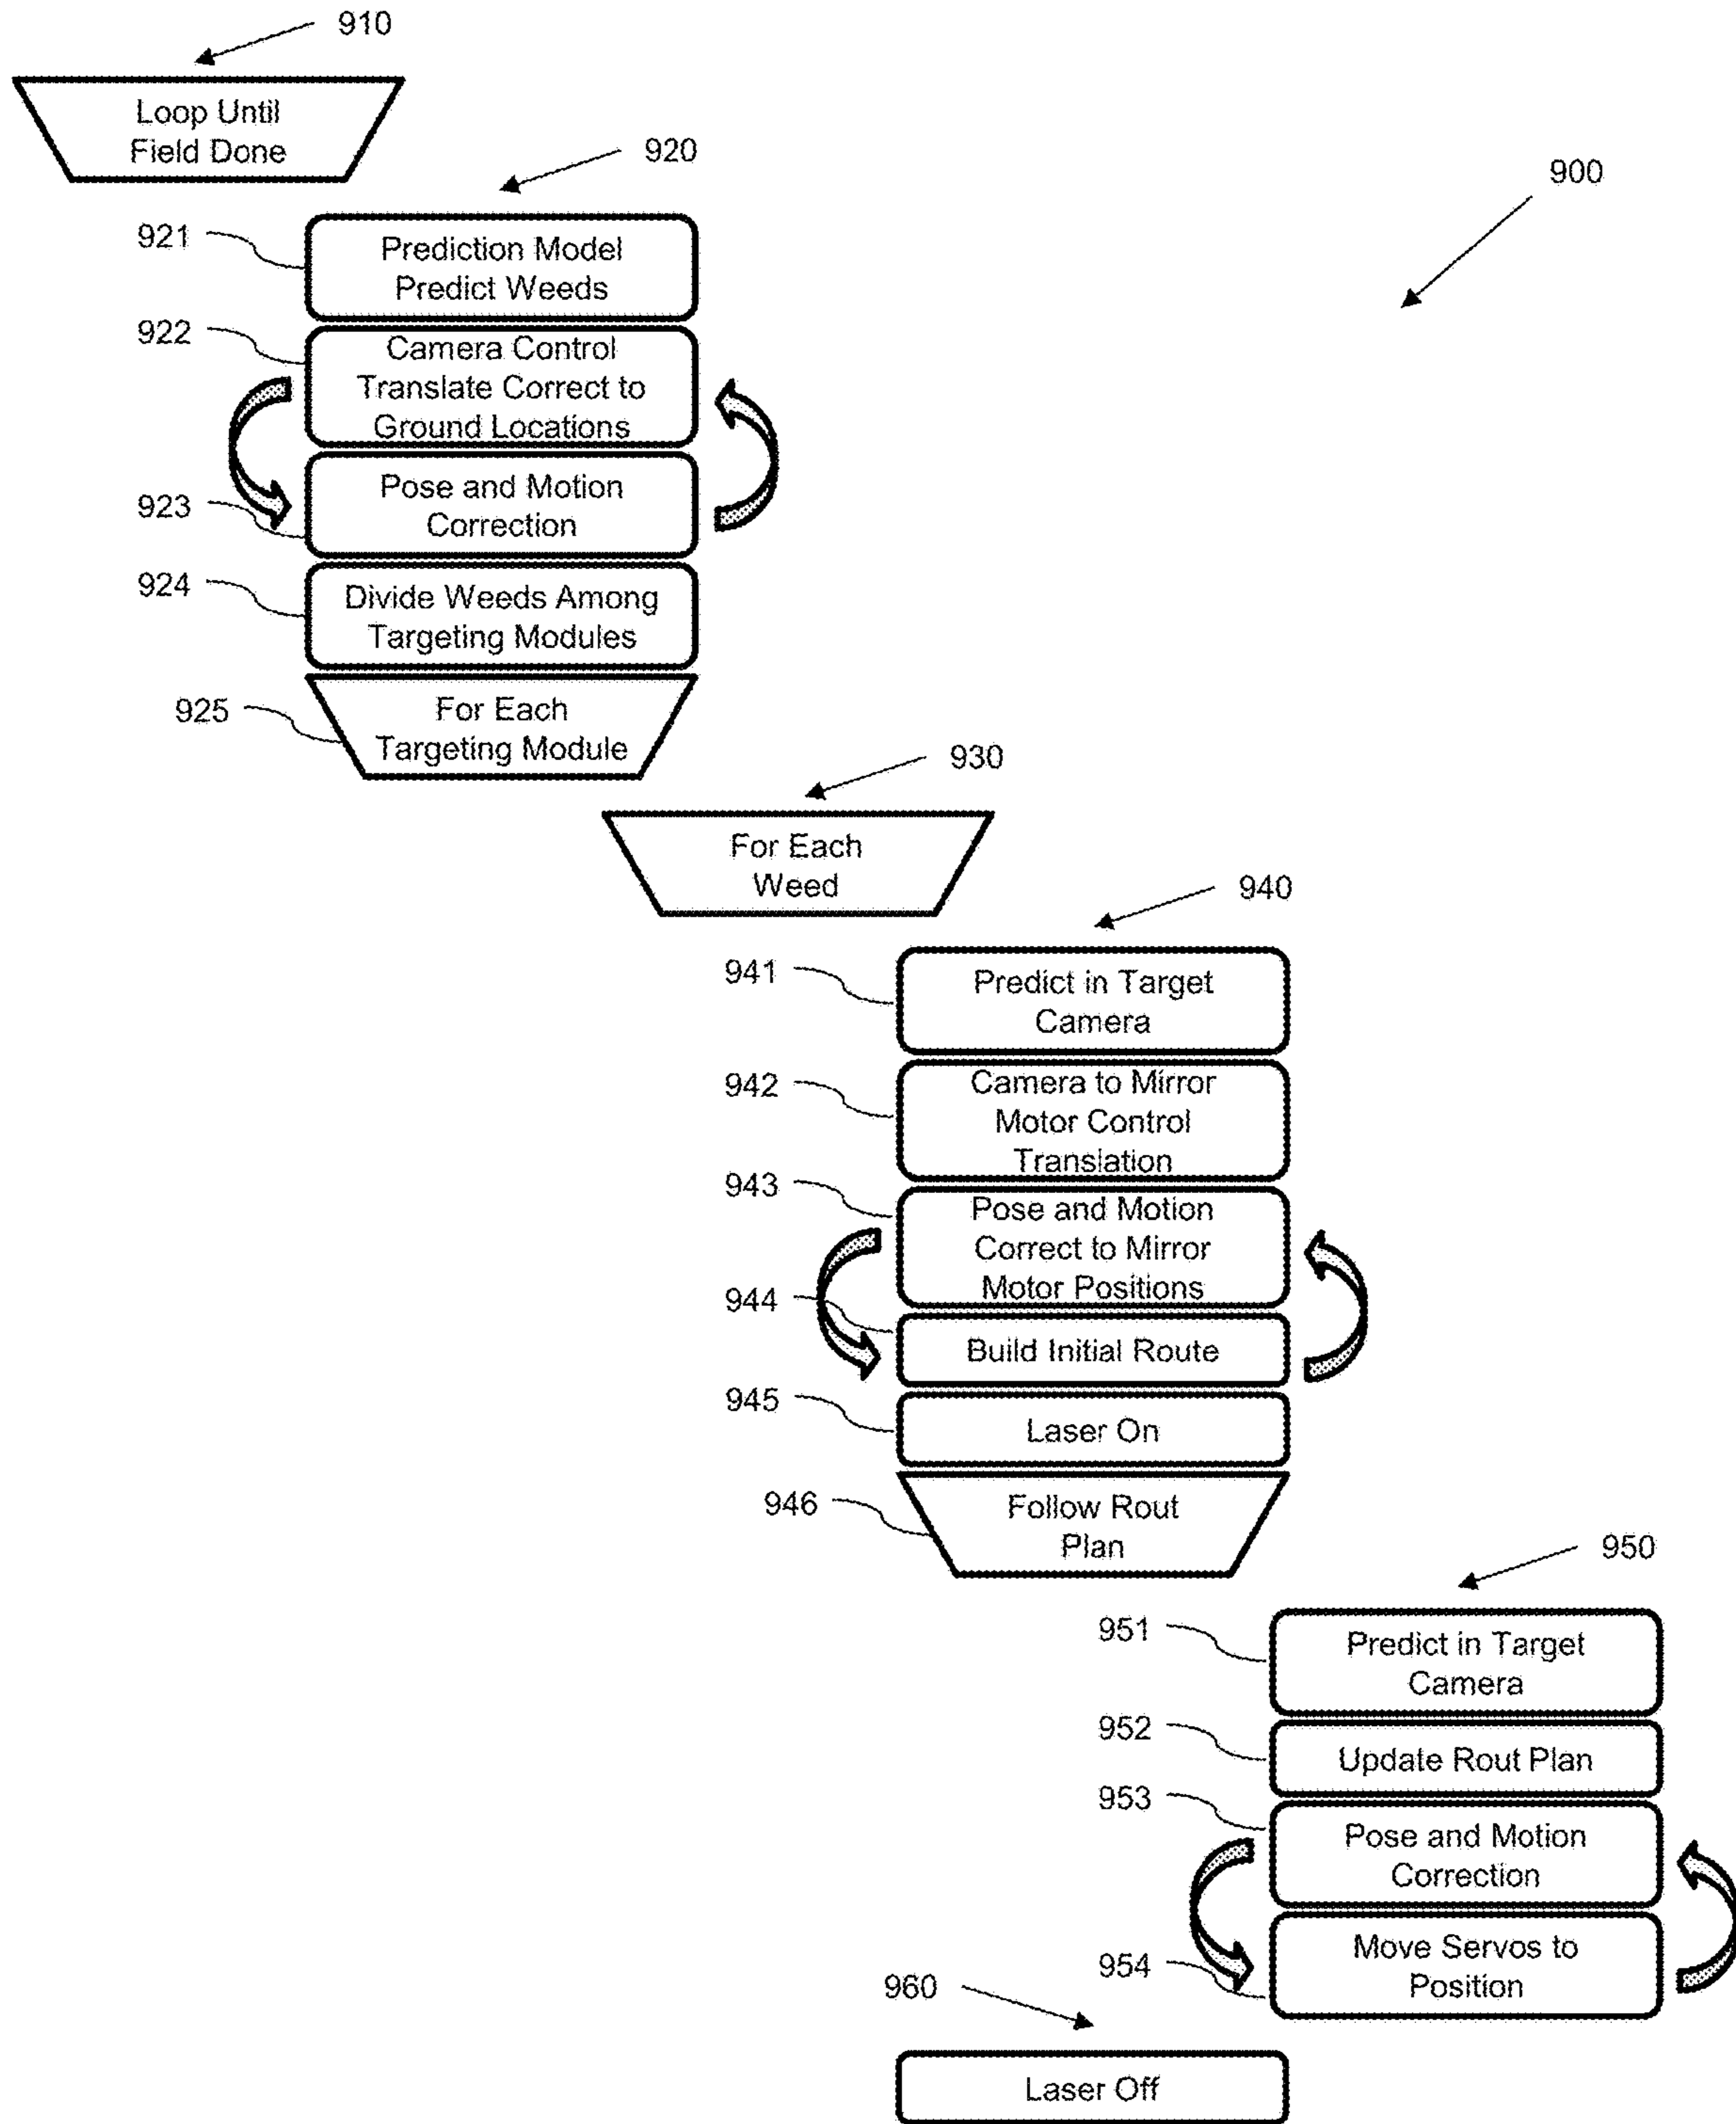 910
Loop Until
Field Done
920
900
921
Prediction Model
Predict Weeds
922
Camera Control
Translate Correct to
Ground Locations
923
Pose and Motion
Correction
924
Divide Weeds Among
Targeting Modules
925
For Each
Targeting Module
930
For Each
Weed
940
941
Predict in Target
Camera
942
Camera to Mirror
Motor Control
Translation
943
Pose and Motion
Correct to Mirror
Motor Positions
944
Build Initial Route
945
Laser On
946
Follow Rout
Plan
950
951
Predict in Target
Camera
952
Update Rout Plan
953
Pose and Motion
Correction
954
Move Servos to
Position
960
Laser Off